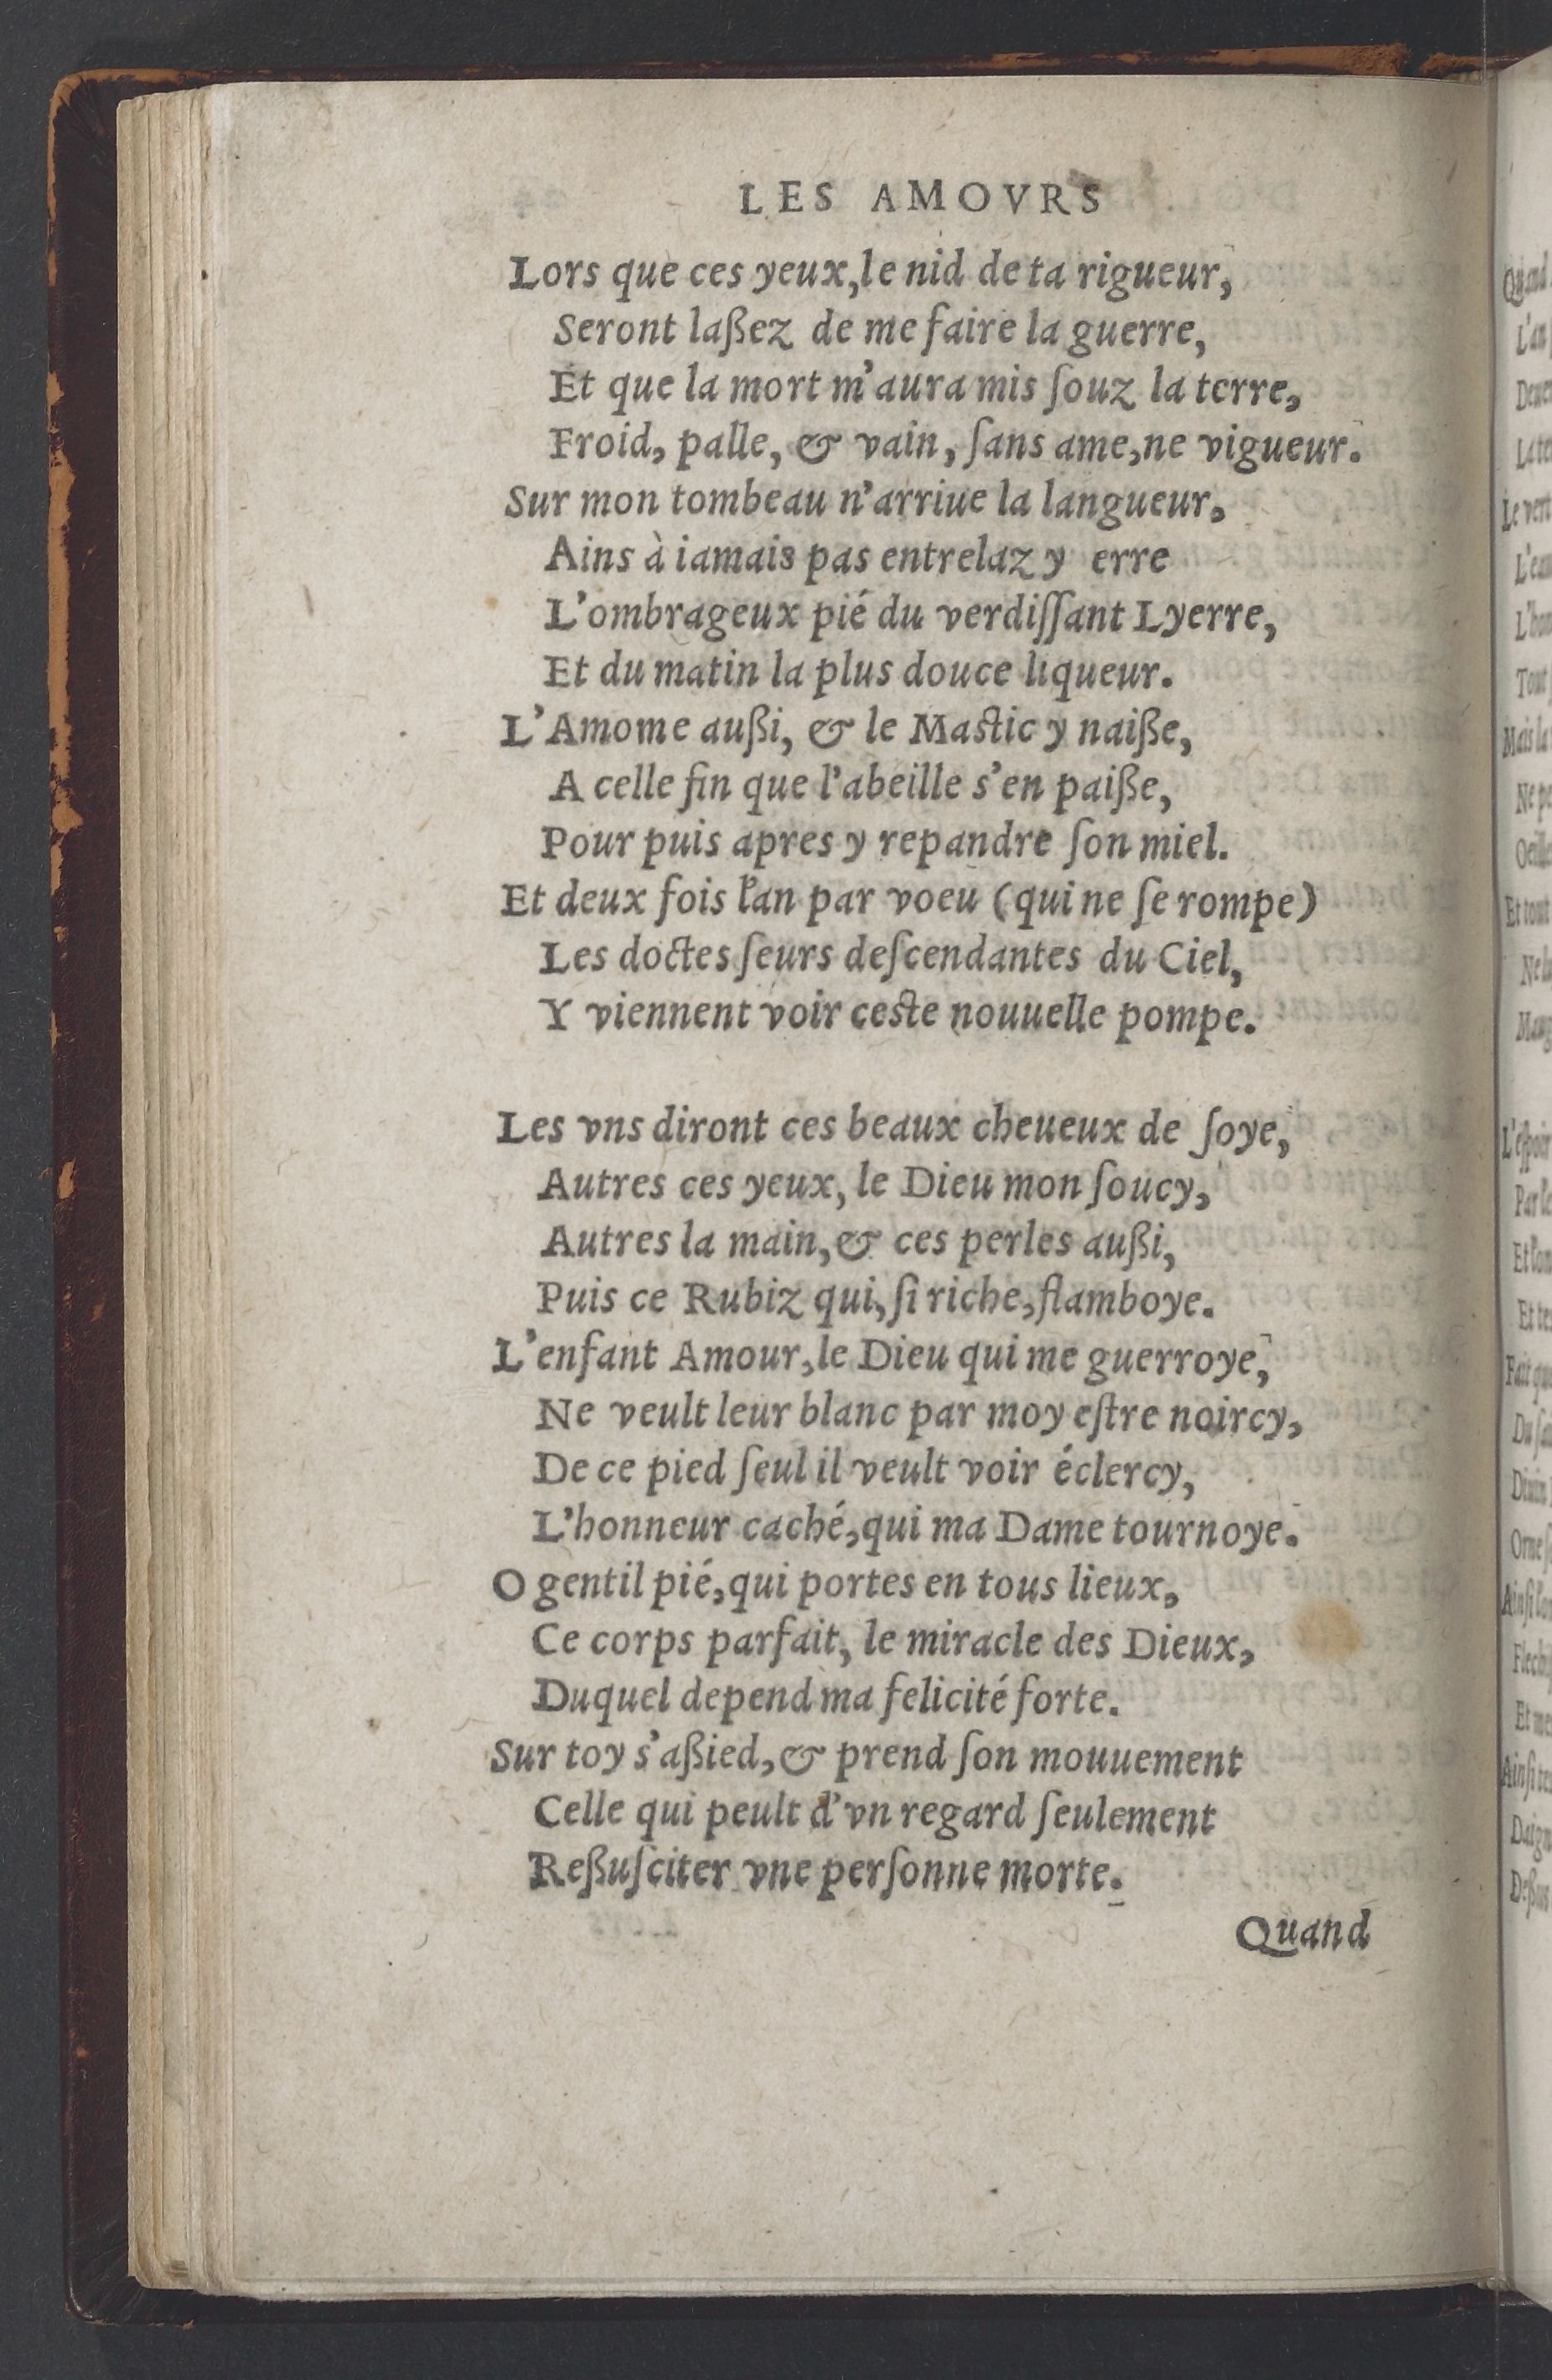 LES AMOVRS
Lors que ces yeux, le nid de ta rigueur,
Seront laßez de me faire la guerre,
Et que la mort m'aura mis ſouz la terre,
Froid, palle, & vain, ſans ame, ne vigueur.
Sur mon tombeau n'arriue la langueur,
Ains à iamais pas entrelaz y erre
L'ombrageux pié du verdiſſant Lyerre,
Et du matin la plus douce liqueur.
L'Amome außi, & le Mastic y naiße,
A celle fin que l'abeille s'en paiße,
Pour puis apres y repandre ſon miel.
Et deux fois l'an par voeu (qui ne ſe rompe)
Les doctes ſeurs deſcendantes du Ciel,
Y viennent voir ceste nouuelle pompe.
Les vns diront ces beaux cheueux de ſoye,
Autres ces yeux, le Dieu mon ſoucy,
Autres la main, & ces perles außi,
Puis ce Rubiz qui, ſi riche, flamboye.
L'enfant Amour, le Dieu qui me guerroye,
Ne veult leur blanc par moy eſtre noircy,
De ce pied ſeul il veult voir éclercy,
L'honneur caché, qui ma Dame tournoye.
O gentil pié, qui portes en tous lieux,
Ce corps parfait, le miracle des Dieux,
Duquel depend ma felicité forte.
Sur toy s'aßied, & prend ſon mouuement
Celle qui peult d'vn regard ſeulement
Reßuſciter vne perſonne morte.
Quand